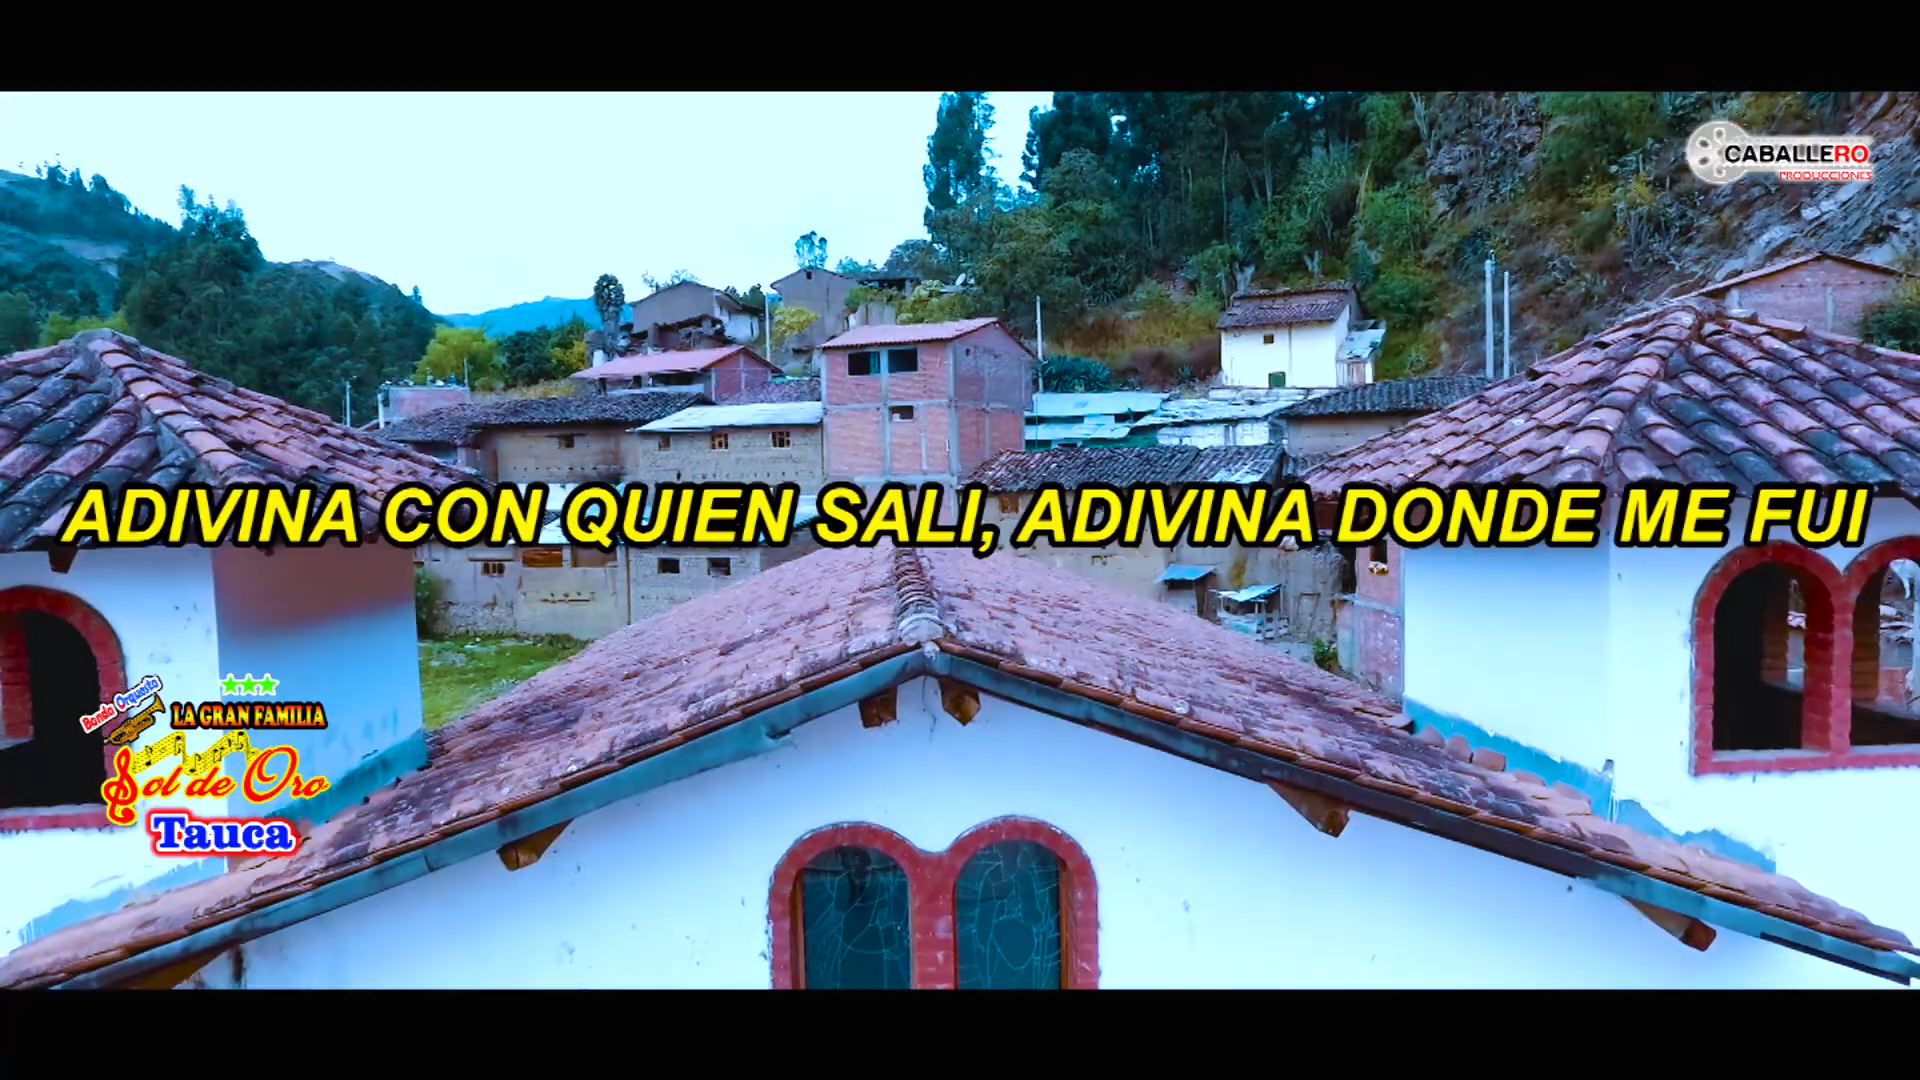 CABALLERO
PRODUCCIONES
ADIVINA CON QUIEN SALI, ADIVINA DONDE ME FUI
Banda Orquesta
LA GRAN FAMILIA
Sol de Oro
Tauca